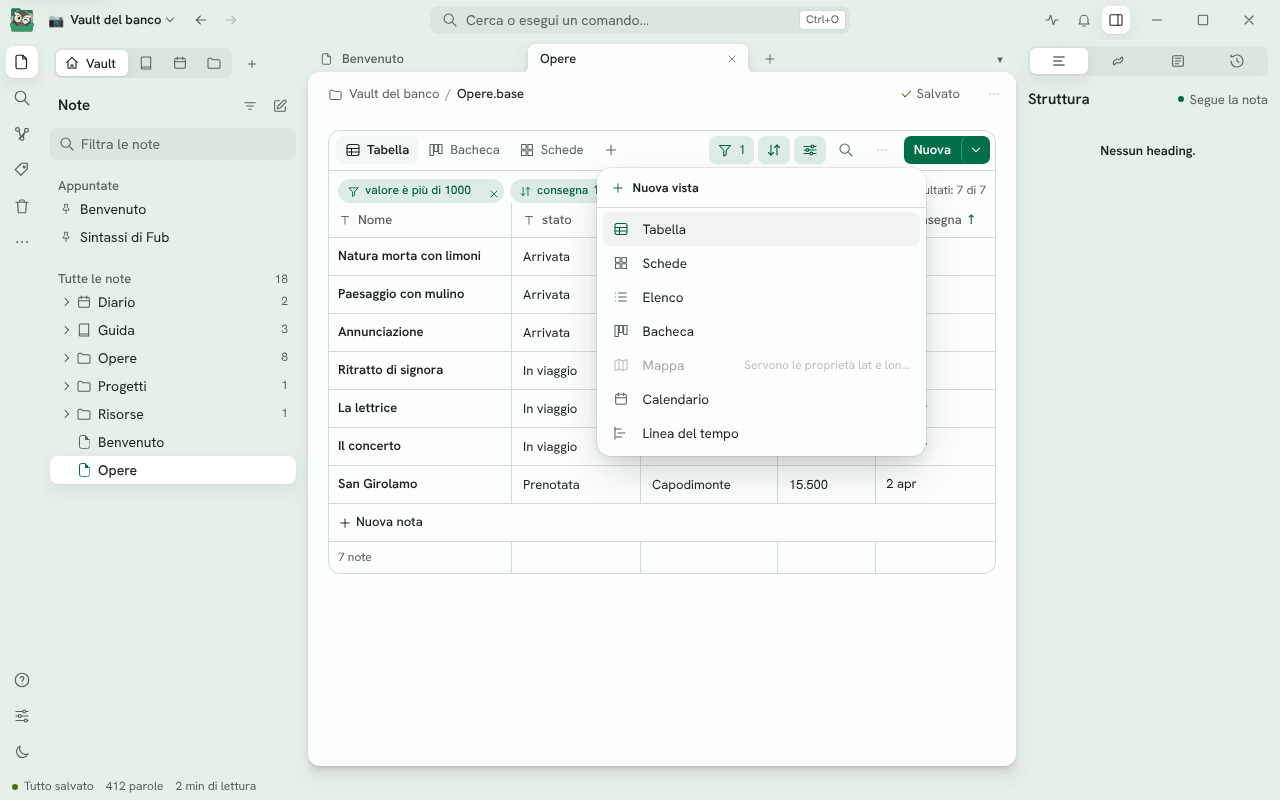 Vault del banco
Cerca o esegui un comando…
Ctrl+O
Vault
Benvenuto
Opere
Note
Filtra le note
Appuntate
Benvenuto
Sintassi di Fub
Tutte le note 18
Diario 2
Guida 3
Opere 8
Progetti 1
Risorse 1
Benvenuto
Opere
Vault del banco / Opere.base
Salvato
Tabella
Bacheca
Schede
1
Nuova
valore è più di 1000
consegna
ultati: 7 di 7
Nome
stato
segna
Natura morta con limoni Arrivata
Paesaggio con mulino Arrivata
Annunciazione Arrivata
Ritratto di signora In viaggio
La lettrice In viaggio
Il concerto In viaggio
San Girolamo Prenotata Capodimonte 15.500 2 apr
Nuova nota
7 note
Nuova vista
Tabella
Schede
Elenco
Bacheca
Mappa Servono le proprietà lat e lon…
Calendario
Linea del tempo
Struttura
Segue la nota
Nessun heading.
Tutto salvato 412 parole 2 min di lettura